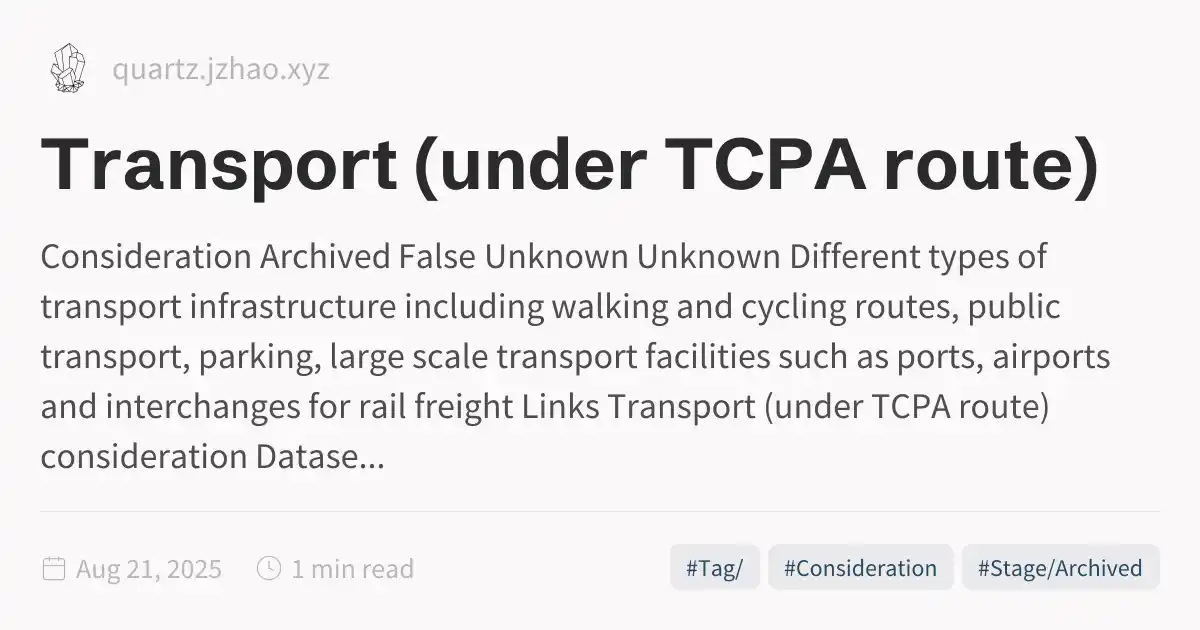 quartz.jzhao.xyz
Transport (under TCPA route)
Consideration Archived False Unknown Unknown Different types of
transport infrastructure including walking and cycling routes, public
transport, parking, large scale transport facilities such as ports, airports
and interchanges for rail freight Links Transport (under TCPA route)
consideration Datase...
Aug 21, 2025 1 min read #Tag/ #Consideration #Stage/Archived